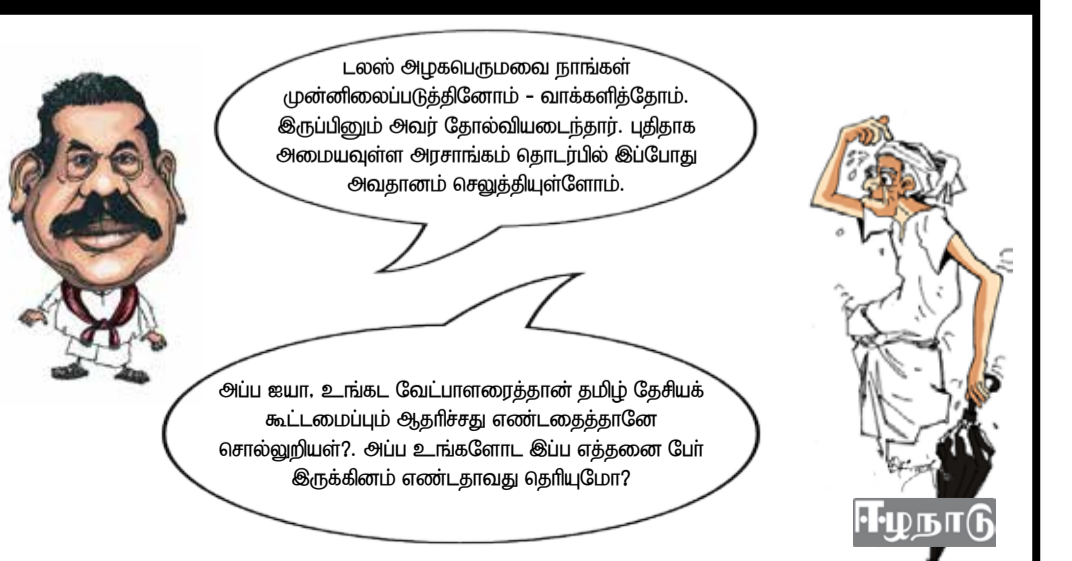 டலஸ் அழகபெருமவை நாங்கள்
முன்னிலைப்படுத்தினோம் - வாக்களித்தோம்.
இருப்பினும் அவர் தோல்வியடைந்தார். புதிதாக
அமையவுள்ள அரசாங்கம் தொடர்பில் இப்போது
அவதானம் செலுத்தியுள்ளோம்.
அப்ப ஐயா, உங்கட வேட்பாளரைத்தான் தமிழ் தேசியக்
கூட்டமைப்பும் ஆதரிச்சது எண்டதைத்தானே
சொல்லுறியள்?. அப்ப உங்களோட இப்ப எத்தனை பேர்
இருக்கினம் எண்டதாவது தெரியுமோ?
ஈழநாடு